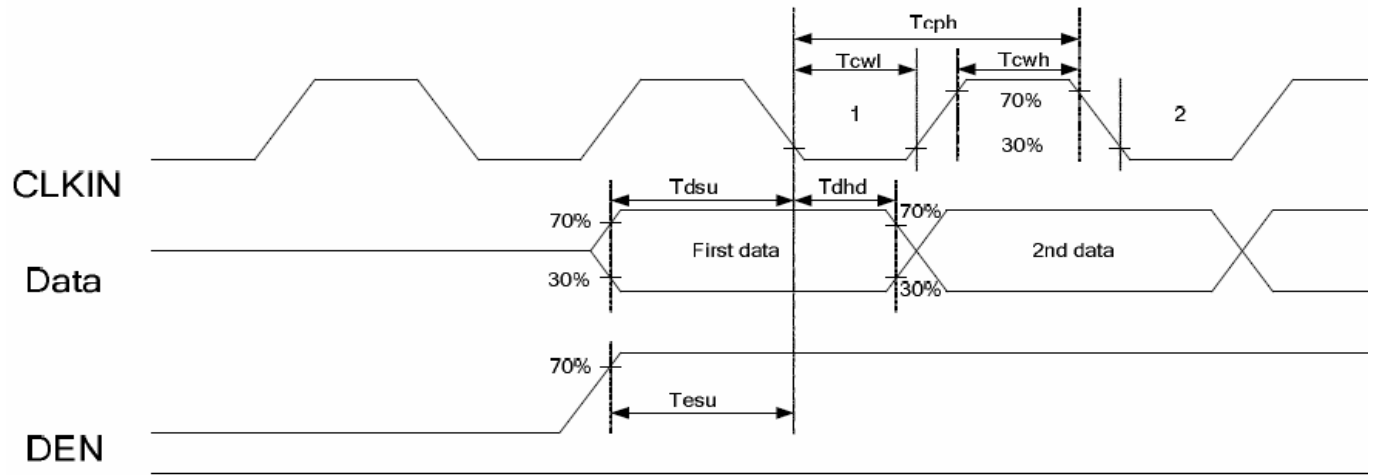 Tcph
Tcwl
Tcwh
1
70%
2
30%
CLKIN
Tdsu
Tdhd
70%
70%
First data
2nd data
Data
30%
30%
70%
Tesu
DEN